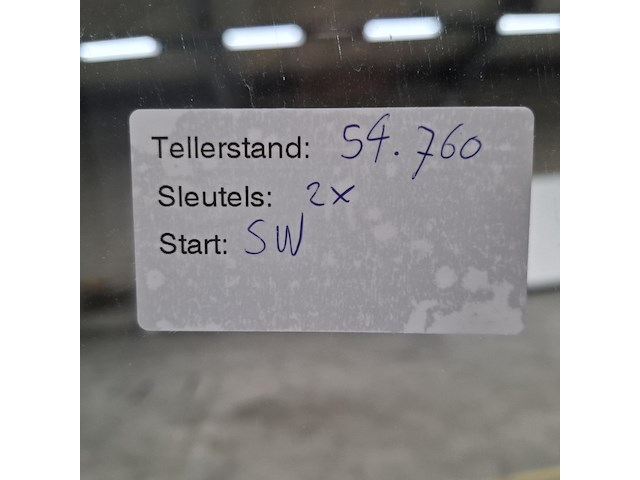 Tellerstand: 54.760
Sleutels: 2x
Start: SW